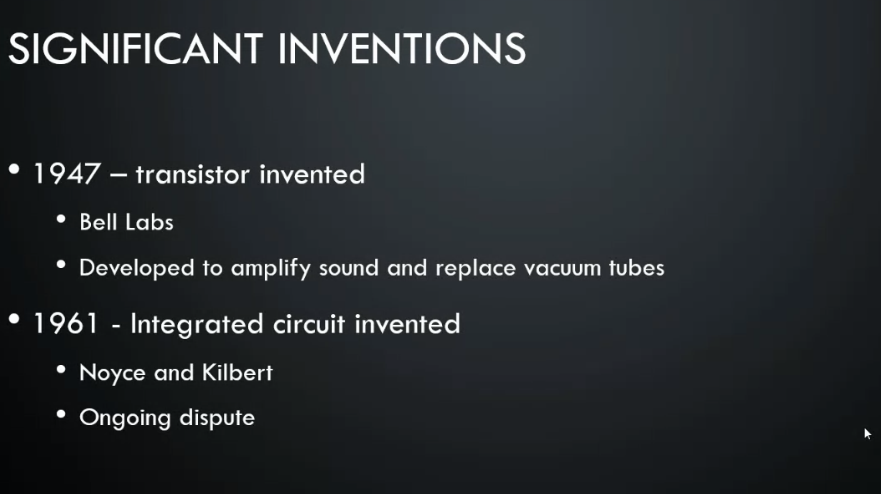 SIGNIFICANT INVENTIONS
• 1947 – transistor invented
• Bell Labs
• Developed to amplify sound and replace vacuum tubes
• 1961 - Integrated circuit invented
• Noyce and Kilbert
• Ongoing dispute